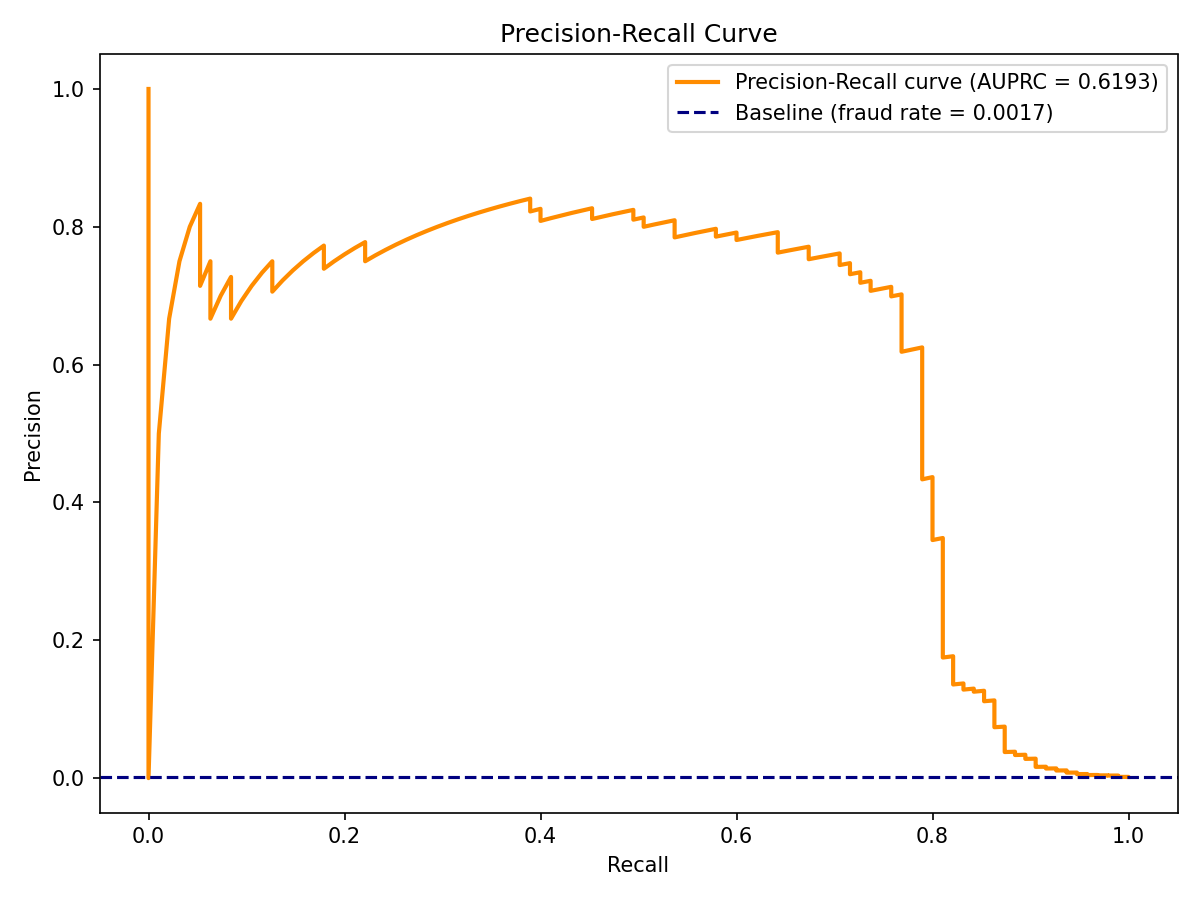 Precision-Recall Curve
Precision-Recall curve (AUPRC = 0.6193)
Baseline (fraud rate = 0.0017)
1.0
0.8
0.6
0.4
0.2
0.0
Precision
0.0 0.2 0.4 0.6 0.8 1.0
Recall